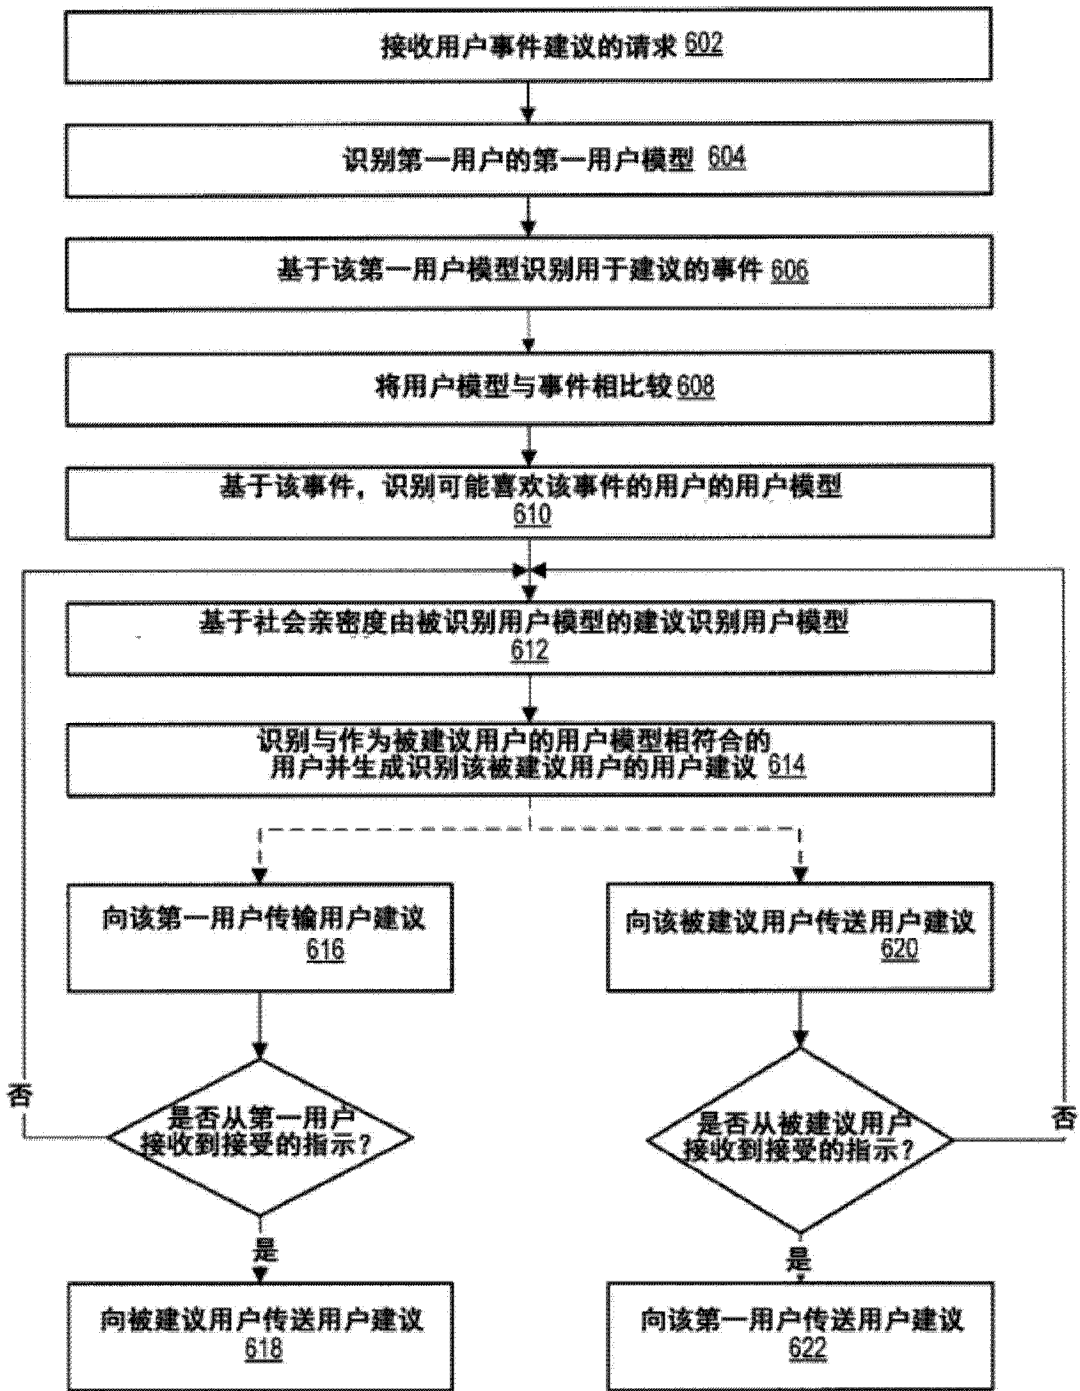 接收用户事件建议的请求 602
识别第一用户的第一用户模型 604
基于该第一用户模型识别用于建议的事件 606
将用户模型与事件相比较 608
基于该事件，识别可能喜欢该事件的用户的用户模型
610
基于社会亲密度由被识别用户模型的建议识别用户模型
612
识别与作为被建议用户的用户模型相符合的
用户并生成识别该被建议用户的用户建议 614
向该第一用户传输用户建议
616
向该被建议用户传送用户建议
620
否
是否从第一用户
接收到接受的指示?
是否从被建议用户
接收到接受的指示?
否
是
是
向被建议用户传送用户建议
618
向该第一用户传送用户建议
622